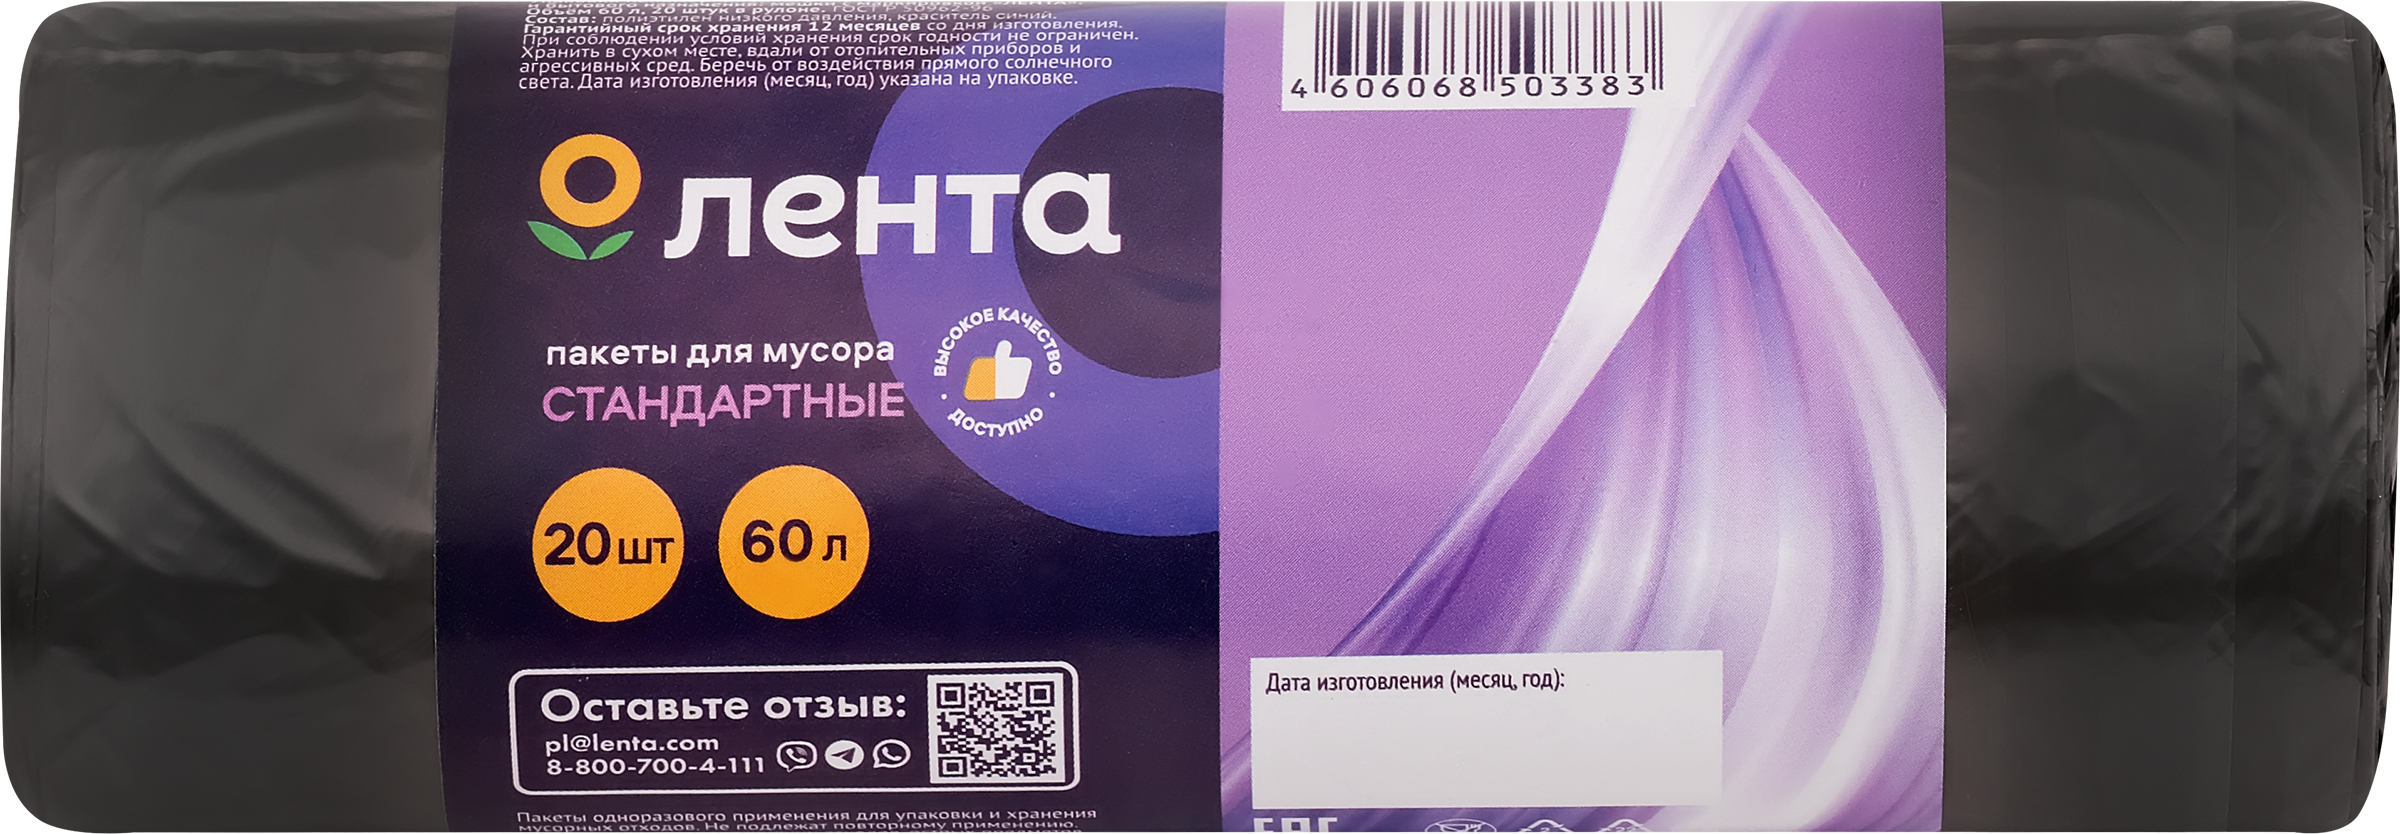 Объем 60 л, 20 штук в рулоне. ГОСТ Р 50962-96
Состав: полиэтилен низкого давления, краситель синий.
Гарантийный срок хранения 12 месяцев со дня изготовления.
При соблюдении условий хранения срок годности не ограничен.
Хранить в сухом месте, вдали от отопительных приборов и
агрессивных сред. Беречь от воздействия прямого солнечного
света. Дата изготовления (месяц, год) указана на упаковке.
4 606068 503383
лента
пакеты для мусора
СТАНДАРТНЫЕ
ВЫСОКОЕ КАЧЕСТВО
· ДОСТУПНО ·
20 шт
60 л
Оставьте отзыв:
pl@lenta.com
8-800-700-4-111
Дата изготовления (месяц, год):
Пакеты одноразового применения для упаковки и хранения
мусорных отходов. Не подлежат повторному применению.